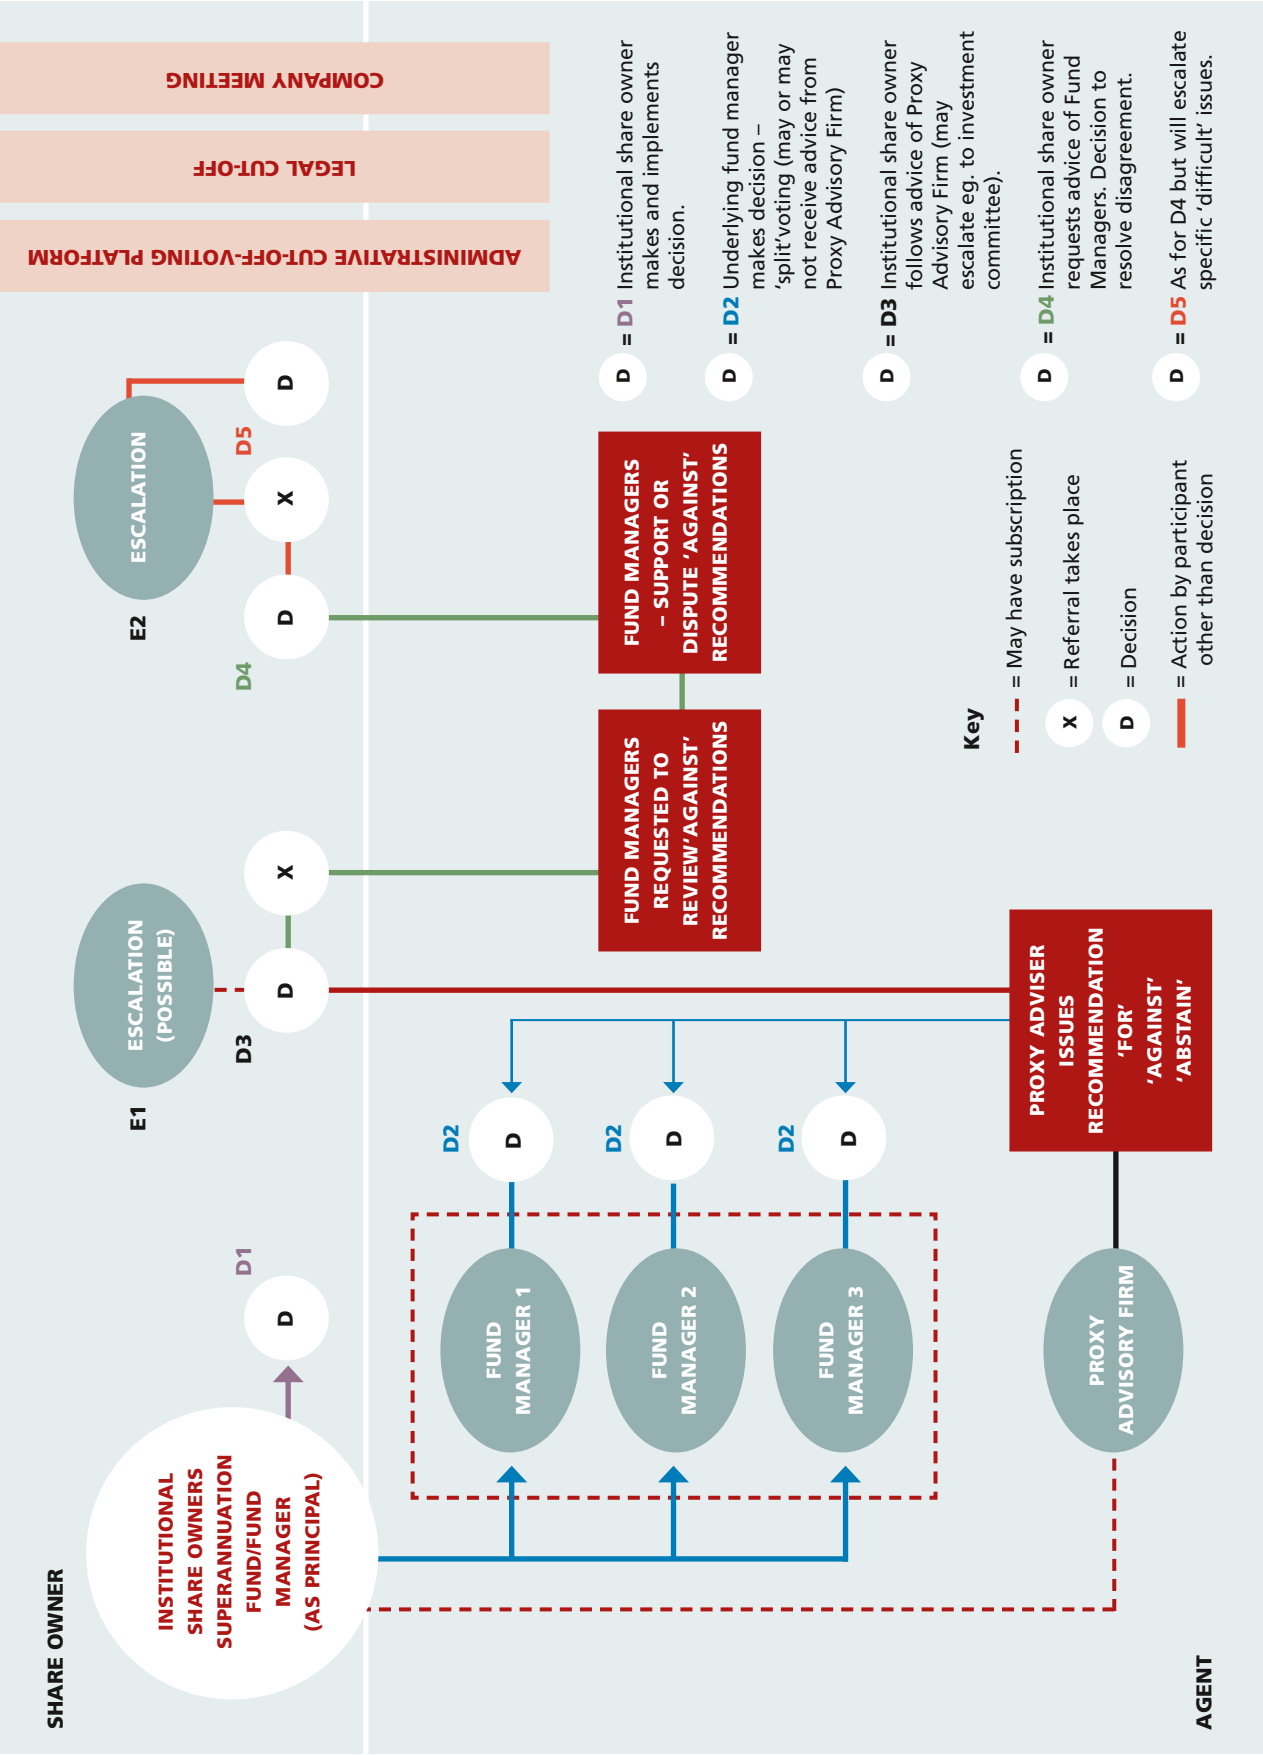 SHARE OWNER
INSTITUTIONAL
SHARE OWNERS
SUPERANNUATION
FUND/FUND
MANAGER
(AS PRINCIPAL)
D1
D
E1
ESCALATION
(POSSIBLE)
D3
D
X
E2
ESCALATION
D4
D
X
D5
D
ADMINISTRATIVE CUT-OFF-VOTING PLATFORM
LEGAL CUT-OFF
COMPANY MEETING
FUND
MANAGER 1
D2
D
FUND
MANAGER 2
D2
D
FUND
MANAGER 3
D2
D
FUND MANAGERS
REQUESTED TO
REVIEW‘AGAINST’
RECOMMENDATIONS
FUND MANAGERS
– SUPPORT OR
DISPUTE ‘AGAINST’
RECOMMENDATIONS
PROXY
ADVISORY FIRM
PROXY ADVISER
ISSUES
RECOMMENDATION
‘FOR’
‘AGAINST’
‘ABSTAIN’
AGENT
Key
= May have subscription
X = Referral takes place
D = Decision
= Action by participant
other than decision
D = D1 Institutional share owner
makes and implements
decision.
D = D2 Underlying fund manager
makes decision –
‘split’voting (may or may
not receive advice from
Proxy Advisory Firm)
D = D3 Institutional share owner
follows advice of Proxy
Advisory Firm (may
escalate eg. to investment
committee).
D = D4 Institutional share owner
requests advice of Fund
Managers. Decision to
resolve disagreement.
D = D5 As for D4 but will escalate
specific ‘difficult’ issues.